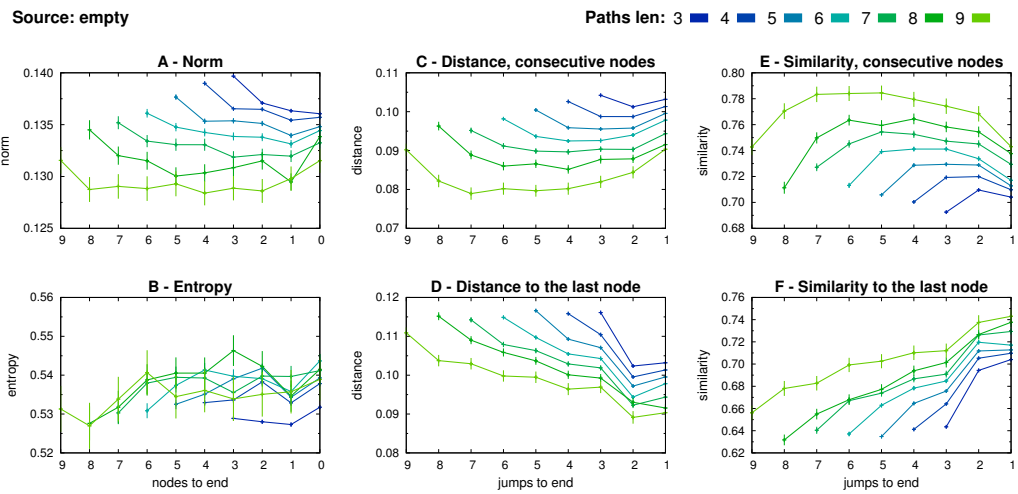 Source: empty
Paths len: 3 4 5 6 7 8 9
A - Norm
0.140
0.135
0.130
0.125
norm
9 8 7 6 5 4 3 2 1 0
C - Distance, consecutive nodes
0.11
0.10
0.09
0.08
0.07
distance
9 8 7 6 5 4 3 2 1
E - Similarity, consecutive nodes
0.80
0.78
0.76
0.74
0.72
0.70
0.68
similarity
9 8 7 6 5 4 3 2 1
B - Entropy
0.56
0.55
0.54
0.53
0.52
entropy
9 8 7 6 5 4 3 2 1 0
nodes to end
D - Distance to the last node
0.12
0.11
0.10
0.09
0.08
distance
9 8 7 6 5 4 3 2 1
jumps to end
F - Similarity to the last node
0.76
0.74
0.72
0.70
0.68
0.66
0.64
0.62
similarity
9 8 7 6 5 4 3 2 1
jumps to end